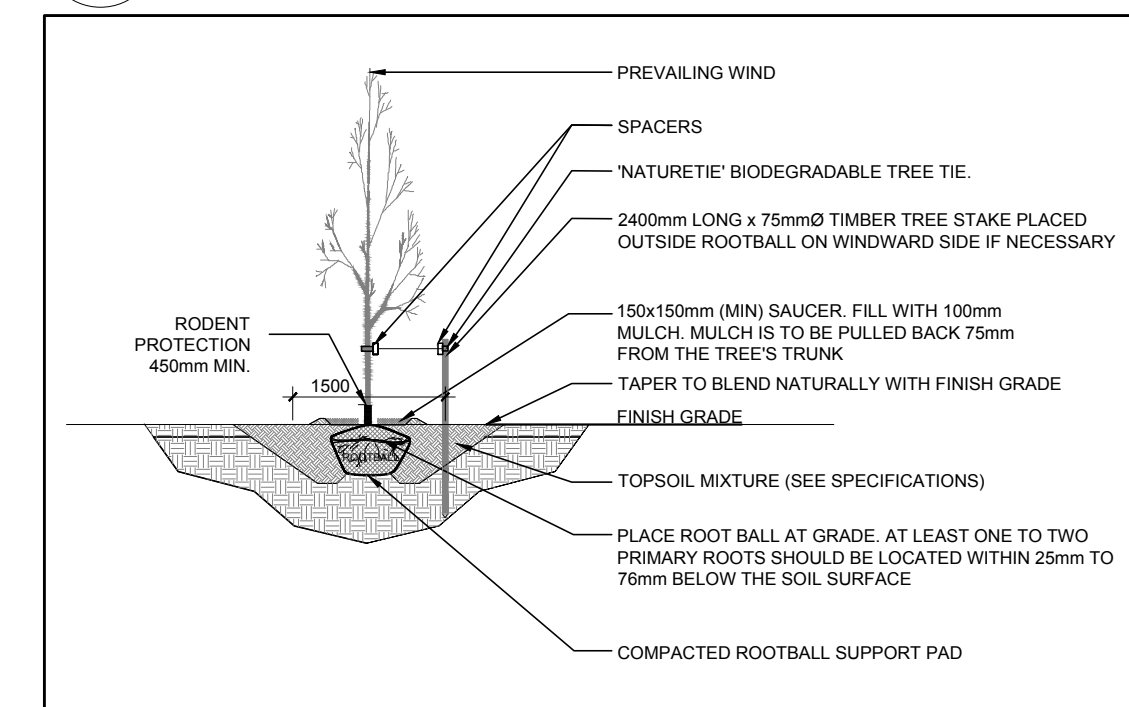 PREVAILING WIND
SPACERS
'NATURETIE' BIODEGRADABLE TREE TIE.
2400mm LONG x 75mmØ TIMBER TREE STAKE PLACED
OUTSIDE ROOTBALL ON WINDWARD SIDE IF NECESSARY
150x150mm (MIN) SAUCER. FILL WITH 100mm
MULCH. MULCH IS TO BE PULLED BACK 75mm
FROM THE TREE'S TRUNK
RODENT
PROTECTION
450mm MIN.
1500
TAPER TO BLEND NATURALLY WITH FINISH GRADE
FINISH GRADE
ROOTBALL
TOPSOIL MIXTURE (SEE SPECIFICATIONS)
PLACE ROOT BALL AT GRADE. AT LEAST ONE TO TWO
PRIMARY ROOTS SHOULD BE LOCATED WITHIN 25mm TO
76mm BELOW THE SOIL SURFACE
COMPACTED ROOTBALL SUPPORT PAD